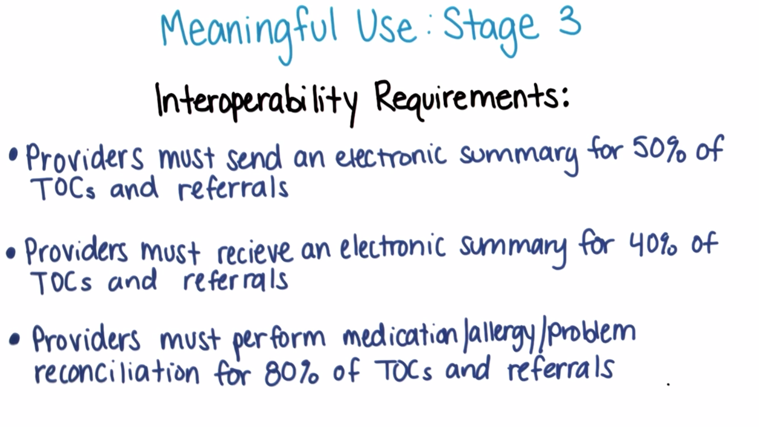 Meaningful Use: Stage 3
Interoperability Requirements:
• Providers must send an electronic summary for 50% of
TOCs and referrals
• Providers must recieve an electronic summary for 40% of
TOCs and referrals
• Providers must perform medication/allergy/problem
reconciliation for 80% of TOCs and referrals